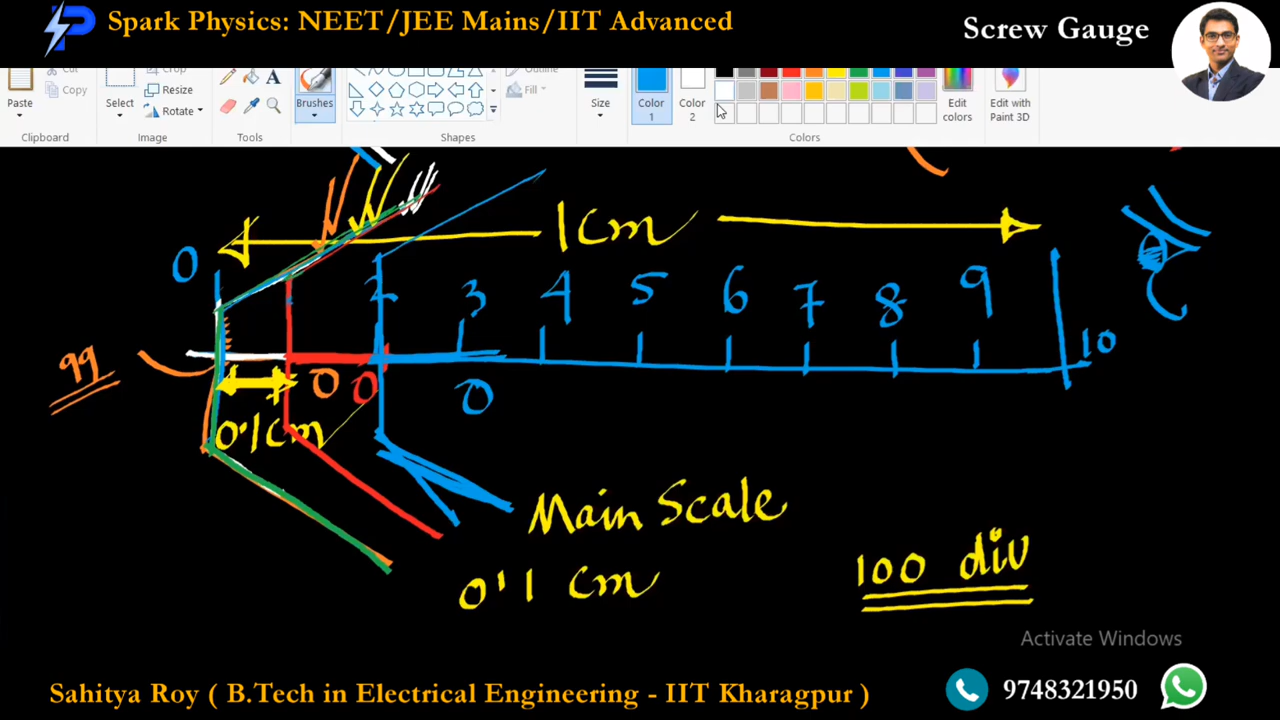 Spark Physics: NEET/JEE Mains/IIT Advanced
Screw Gauge
Cut
Crop
Outline
Copy
Resize
Fill
Paste
Select
Rotate
Brushes
Size
Color
1
Color
2
Edit
colors
Edit with
Paint 3D
Clipboard
Image
Tools
Shapes
Colors
1cm
0
2
3
4
5
6
7
8
9
10
99
0
0
0
0.1cm
Main Scale
0.1 cm
100 div
Activate Windows
Sahitya Roy ( B.Tech in Electrical Engineering - IIT Kharagpur )
9748321950